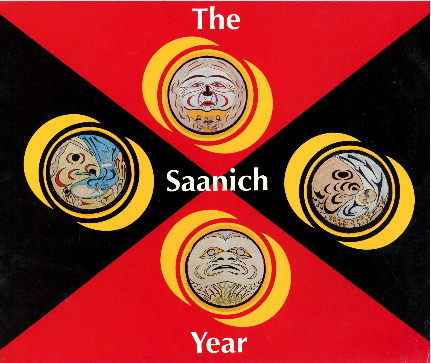 The
Saanich
Year